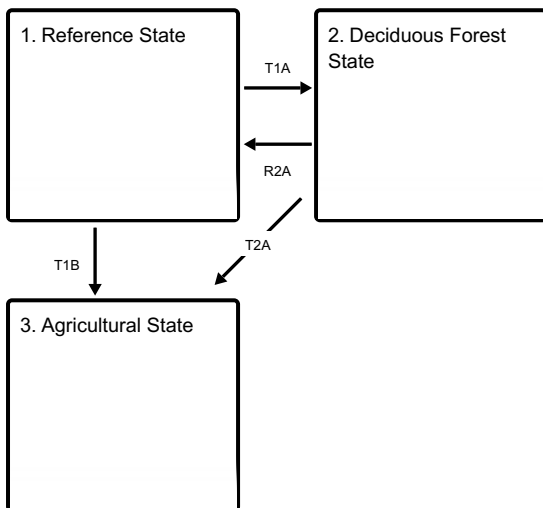 1. Reference State
2. Deciduous Forest
State
T1A
R2A
T1B
T2A
3. Agricultural State